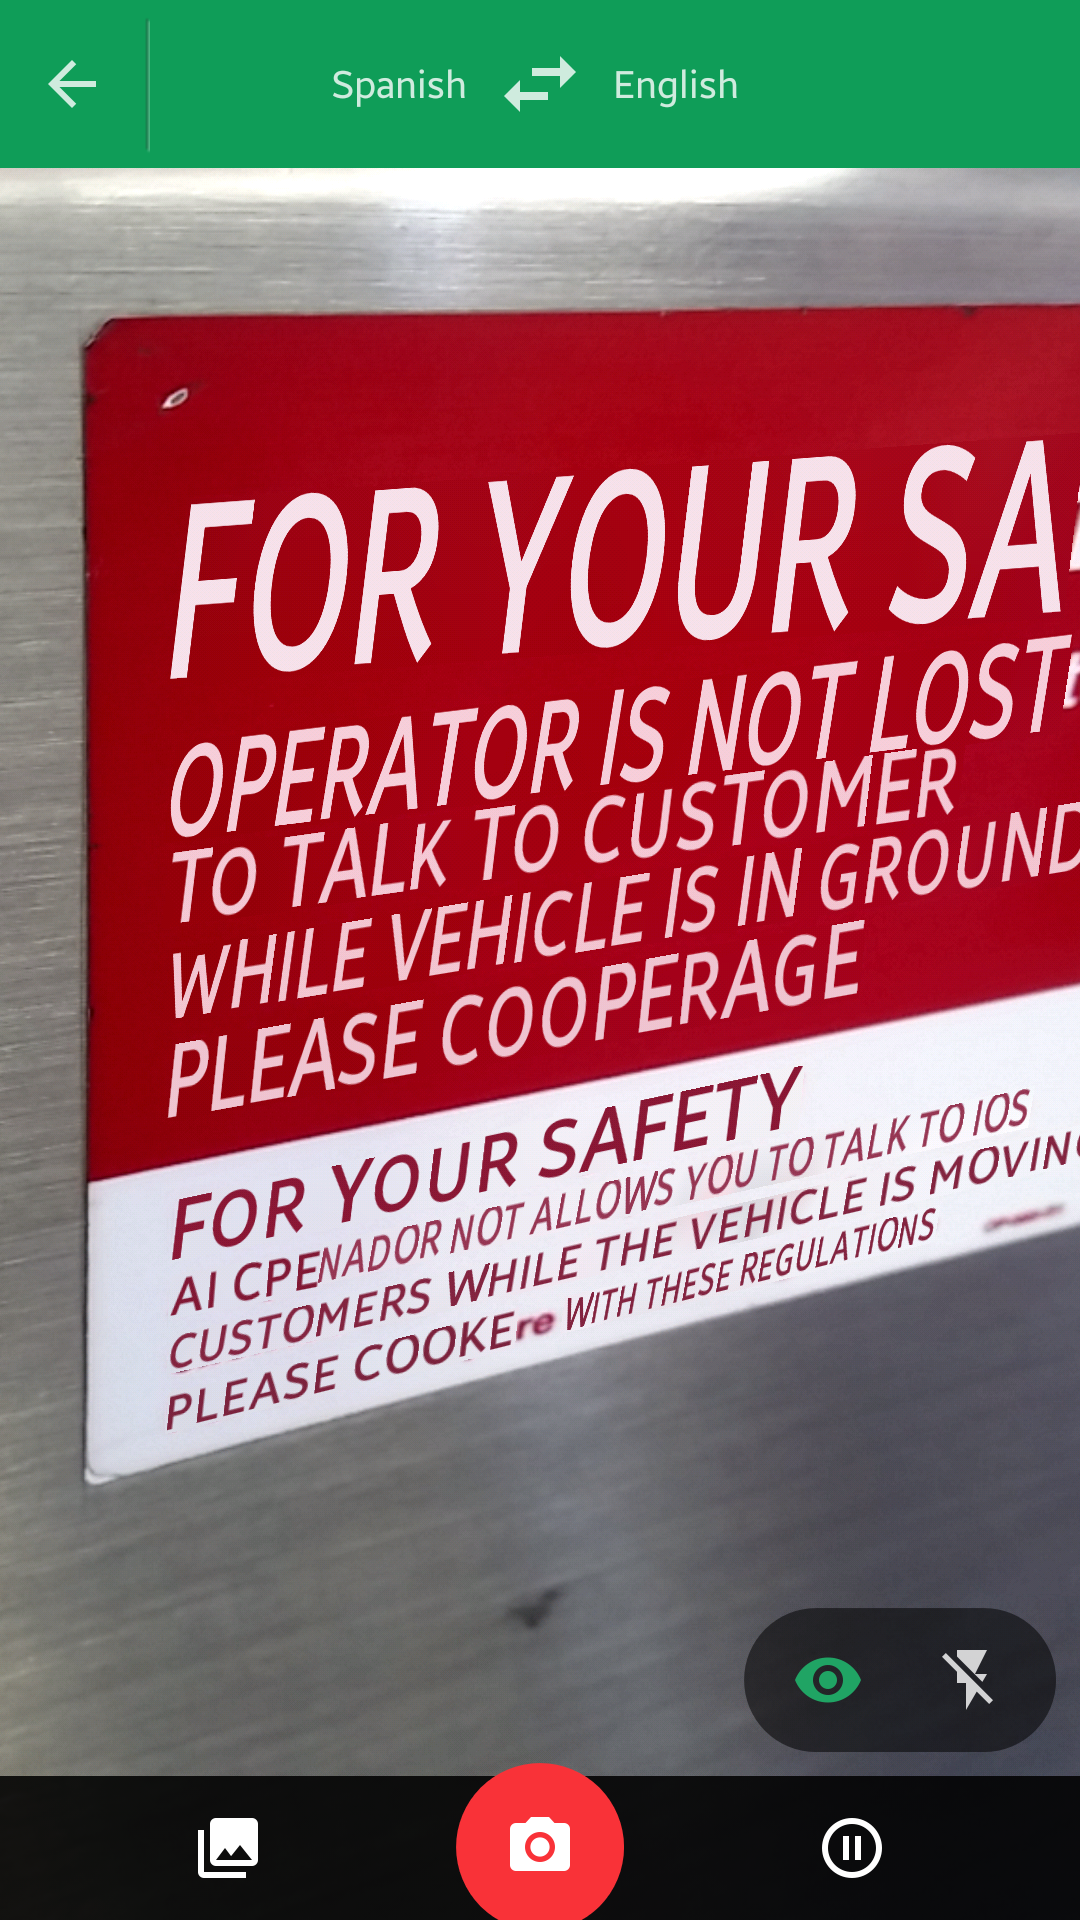 Spanish English
FOR YOUR SA
OPERATOR IS NOT LOST
TO TALK TO CUSTOMER
WHILE VEHICLE IS IN GROUND
PLEASE COOPERAGE
FOR YOUR SAFETY
AI CPENADOR NOT ALLOWS YOU TO TALK TO IOS
CUSTOMERS WHILE THE VEHICLE IS MOVING
PLEASE COOKEre WITH THESE REGULATIONS